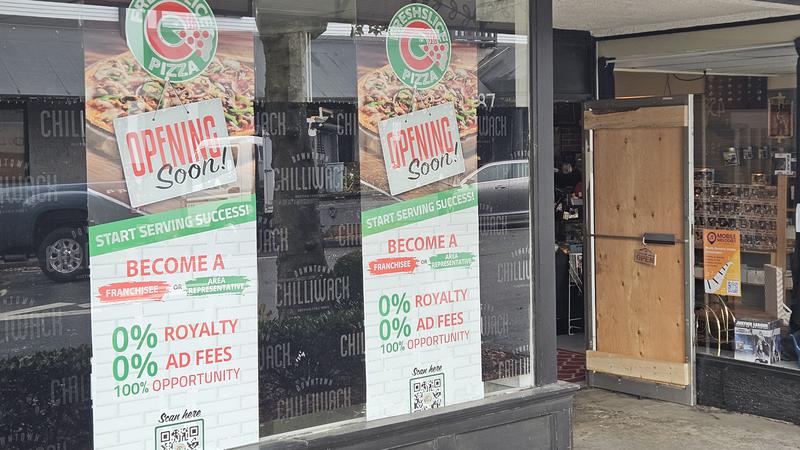 FRESHSLICE
PIZZA
OPENING
Soon!
START SERVING SUCCESS!
BECOME A
FRANCHISEE OR AREA
REPRESENTATIVE
0% ROYALTY
0% AD FEES
100% OPPORTUNITY
Scan here
FRESHSLICE
PIZZA
OPENING
Soon!
START SERVING SUCCESS!
BECOME A
FRANCHISEE OR AREA
REPRESENTATIVE
0% ROYALTY
0% AD FEES
100% OPPORTUNITY
Scan here
DOWNTOWN
CHILLIWACK
OPEN
MOBILE